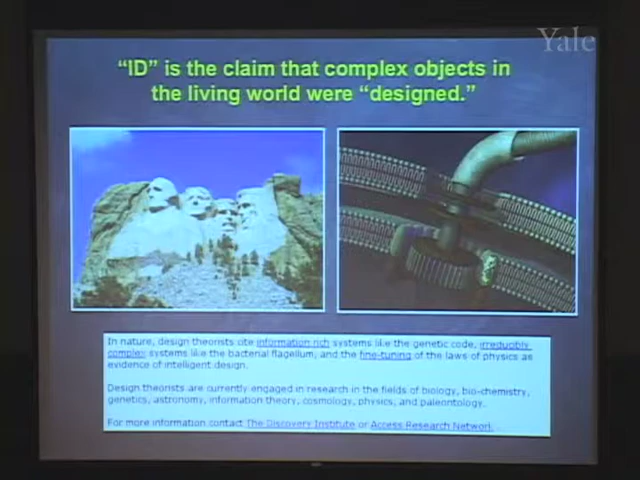 Yale
"ID" is the claim that complex objects in
the living world were "designed."
In nature, design theorists cite information rich systems like the genetic code, irreducibly
complex systems like the bacterial flagellum, and the fine-tuning of the laws of physics as
evidence of intelligent design.
Design theorists are currently engaged in research in the fields of biology, bio-chemistry,
genetics, astronomy, information theory, cosmology, physics, and paleontology.
For more information contact The Discovery Institute or Access Research Network.